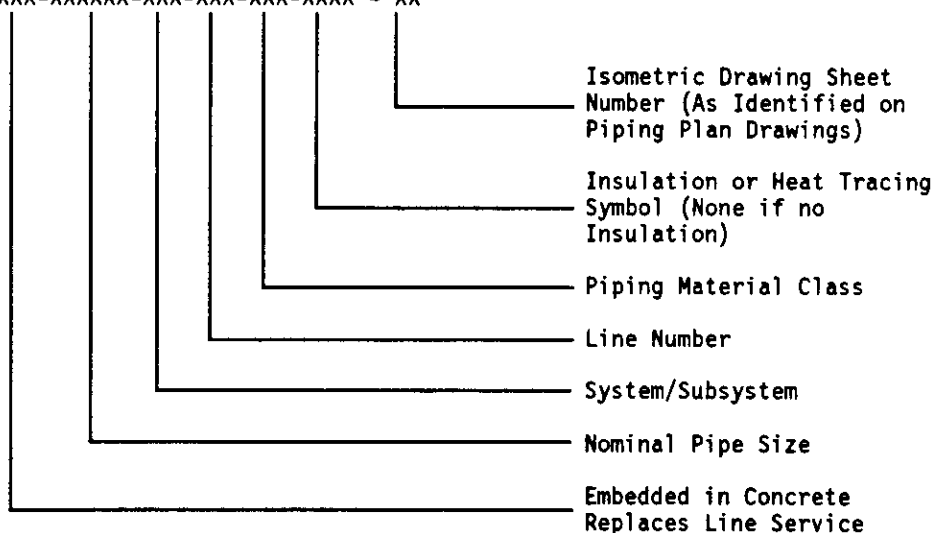 Isometric Drawing Sheet
Number (As Identified on
Piping Plan Drawings)
Insulation or Heat Tracing
Symbol (None if no
Insulation)
Piping Material Class
Line Number
System/Subsystem
Nominal Pipe Size
Embedded in Concrete
Replaces Line Service